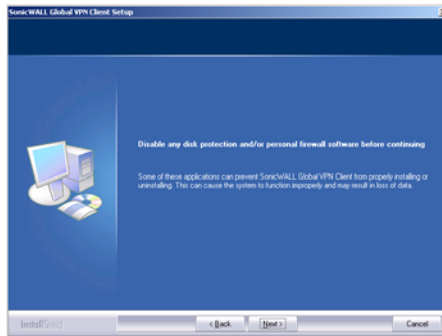 SonicWALL Global VPN Client Setup
Disable any disk protection and/or personal firewall software before continuing
Some of these applications can prevent SonicWALL Global VPN Client from properly installing or
uninstalling. This can cause the system to function improperly and may result in loss of data.
InstallShield
< Back
Next >
Cancel